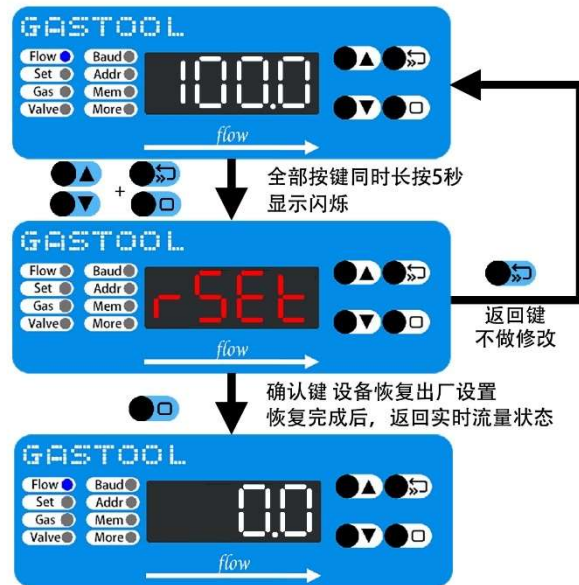 GASTOOL
Flow Baud
Set Addr
Gas Mem
Valve More
100.0
flow
+
全部按键同时长按5秒
显示闪烁
GASTOOL
Flow Baud
Set Addr
Gas Mem
Valve More
rSEt
flow
返回键
不做修改
确认键 设备恢复出厂设置
恢复完成后，返回实时流量状态
GASTOOL
Flow Baud
Set Addr
Gas Mem
Valve More
0.0
flow